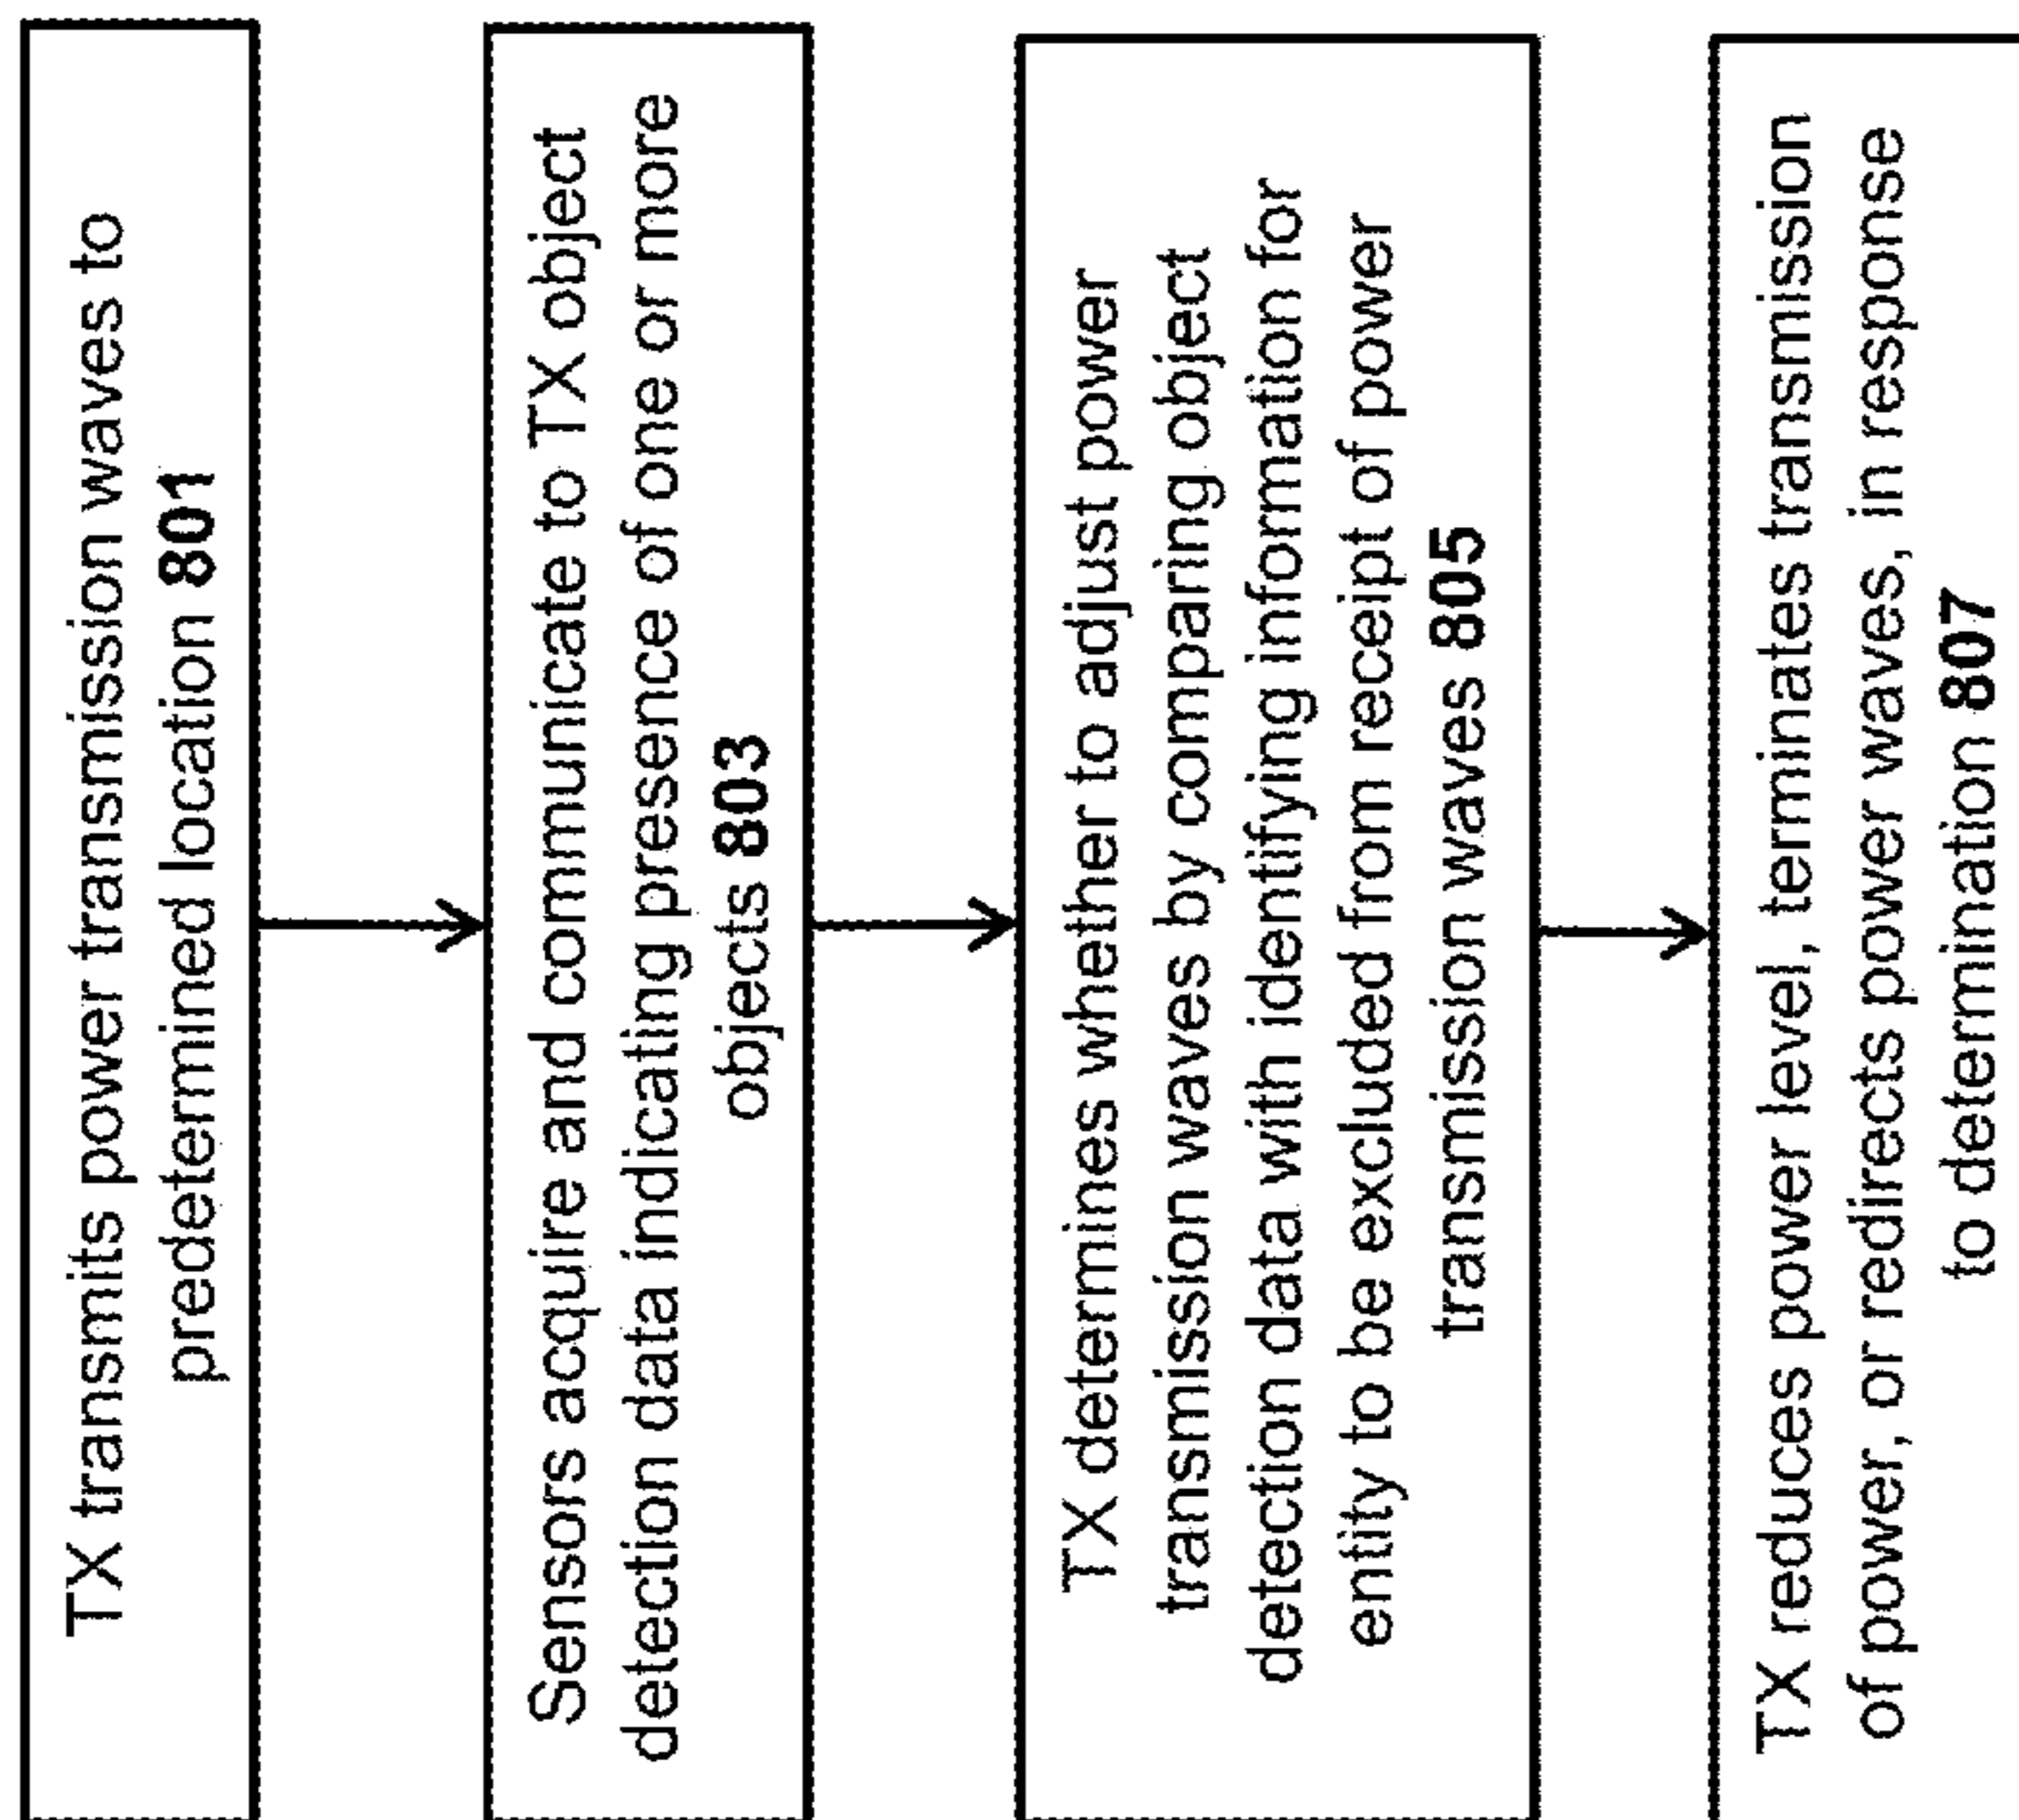 TX transmits power transmission waves to
predetermined location 801
Sensors acquire and communicate to TX object
detection data indicating presence of one or more
objects 803
TX determines whether to adjust power
transmission waves by comparing object
detection data with identifying information for
entity to be excluded from receipt of power
transmission waves 805
TX reduces power level, terminates transmission
of power, or redirects power waves, in response
to determination 807